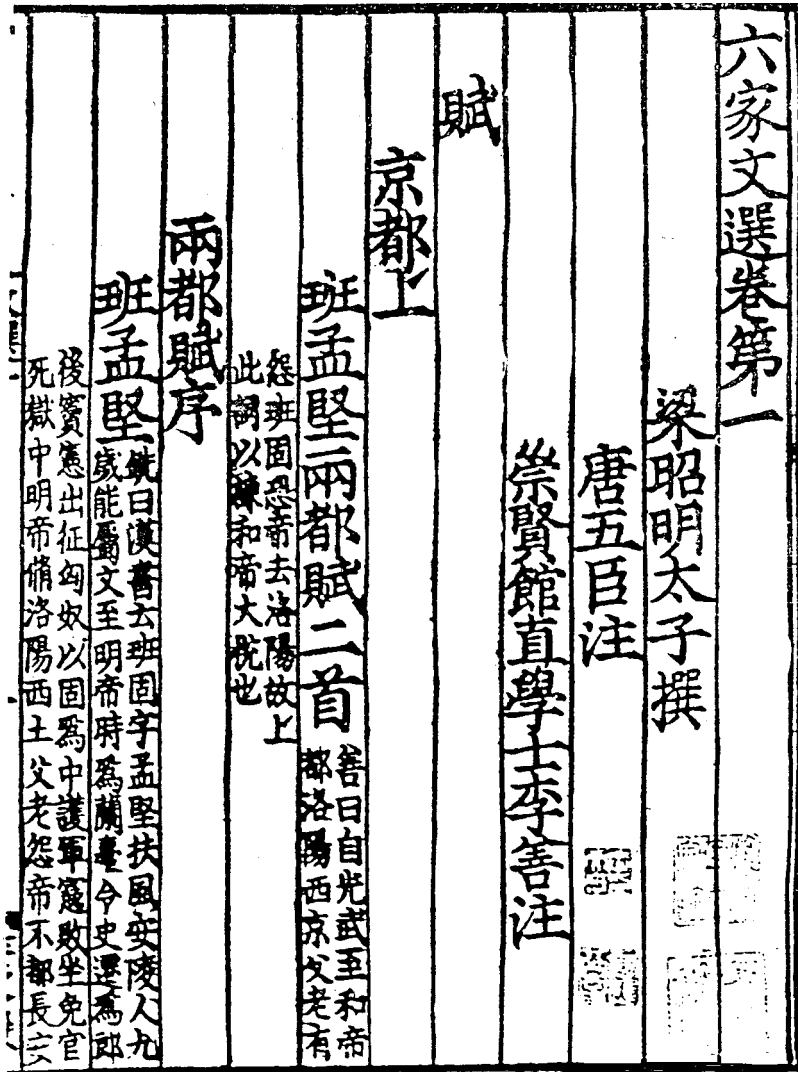 六家文選卷第一
梁昭明太子撰
唐五臣注
崇賢館直學士李善注
賦
京都上
班孟堅兩都賦二首
善曰自光武至和帝
都洛陽西京父老有
怨班固恐帝去洛陽故上
此詞以諫和帝大悅也
兩都賦序
班孟堅
銑曰漢書云班固字孟堅扶風安陵人九
歲能屬文至明帝時爲蘭臺令史遷爲郎
後竇憲出征匈奴以固爲中護軍憲敗坐免官
死獄中明帝脩洛陽西土父老怨帝不都長安